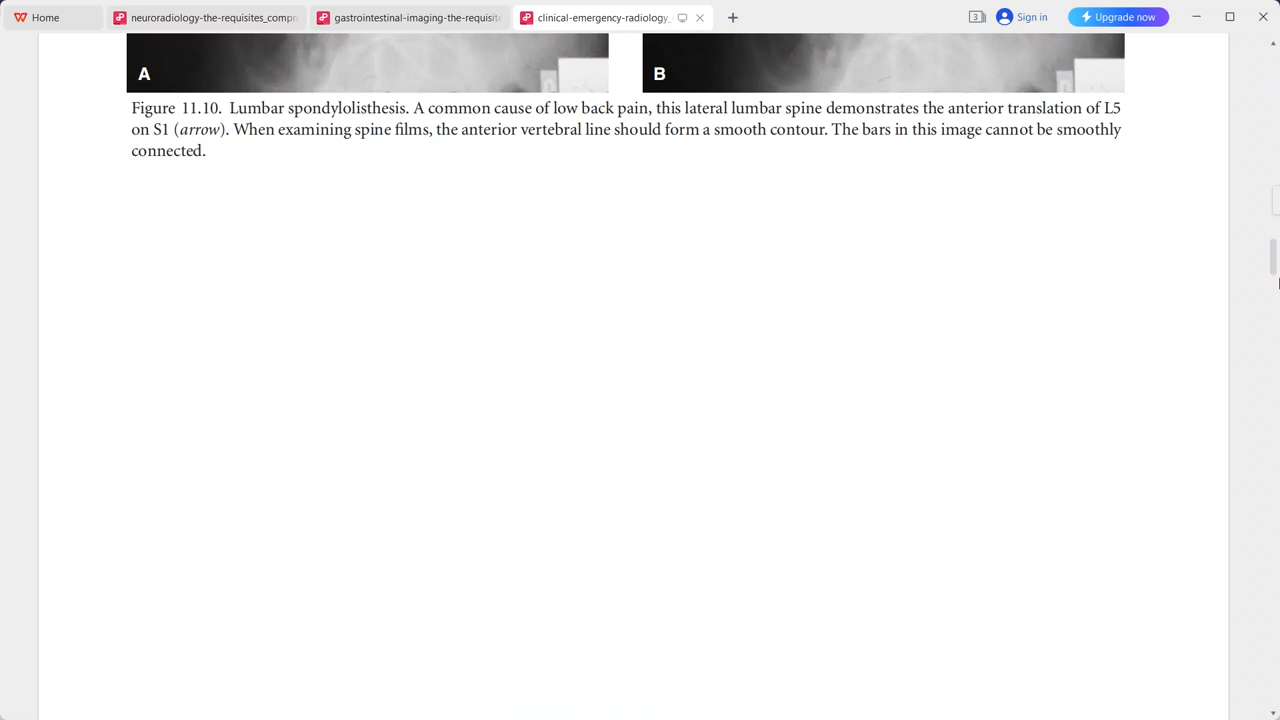 Home
neuroradiology-the-requisites_compr
gastrointestinal-imaging-the-requisite
clinical-emergency-radiology_
3
Sign in
Upgrade now
A
B
Figure 11.10. Lumbar spondylolisthesis. A common cause of low back pain, this lateral lumbar spine demonstrates the anterior translation of L5
on S1 (arrow). When examining spine films, the anterior vertebral line should form a smooth contour. The bars in this image cannot be smoothly
connected.